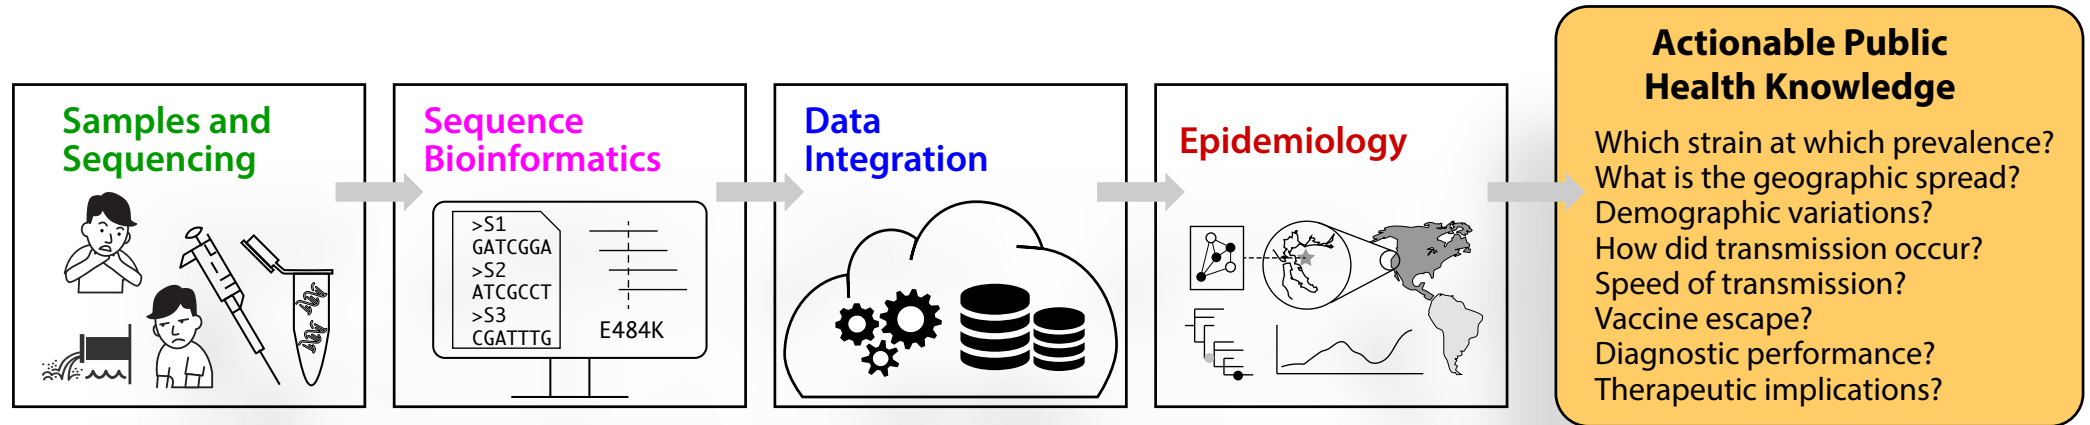 Samples and
Sequencing
Sequence
Bioinformatics
>S1
GATCGGA
>S2
ATCGCCT
>S3
CGATTTG
E484K
Data
Integration
Epidemiology
Actionable Public
Health Knowledge
Which strain at which prevalence?
What is the geographic spread?
Demographic variations?
How did transmission occur?
Speed of transmission?
Vaccine escape?
Diagnostic performance?
Therapeutic implications?